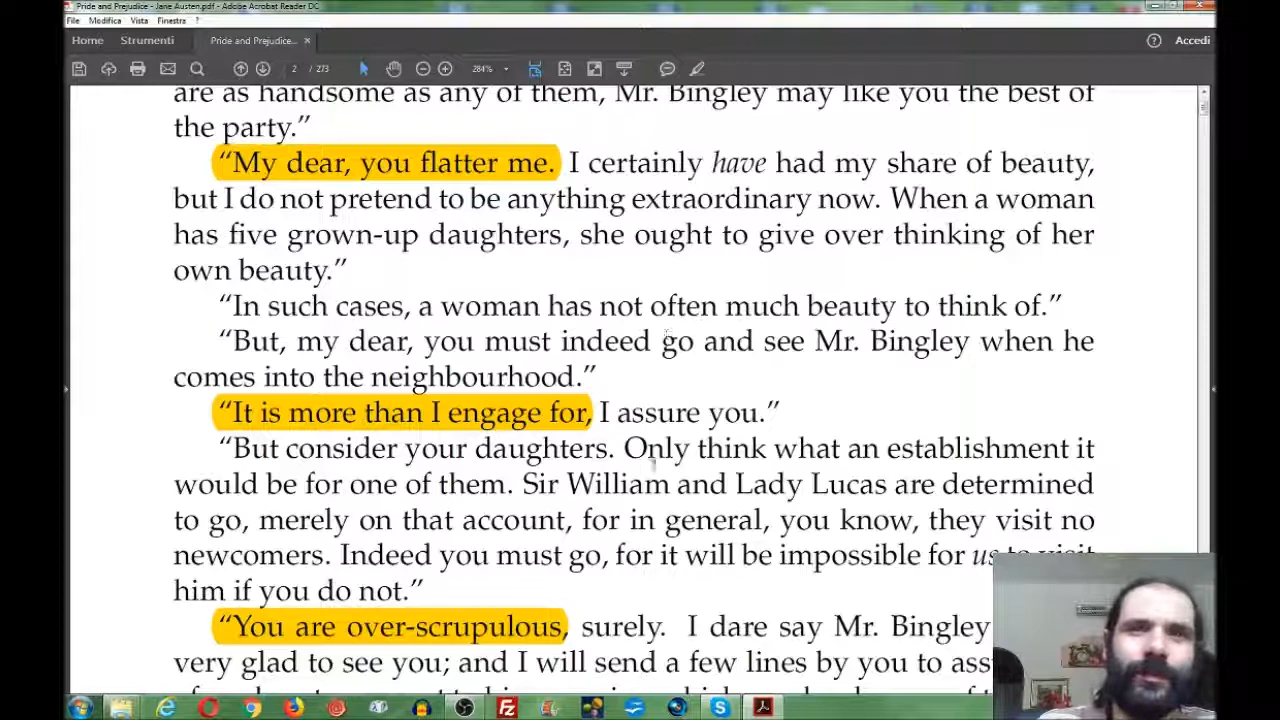 Pride and Prejudice - Jane Austen.pdf - Adobe Acrobat Reader DC
File Modifica Vista Finestra ?
Home Strumenti Pride and Prejudice... × ? Accedi
2 / 273 284%
are as handsome as any of them, Mr. Bingley may like you the best of
the party.”
“My dear, you flatter me. I certainly have had my share of beauty,
but I do not pretend to be anything extraordinary now. When a woman
has five grown-up daughters, she ought to give over thinking of her
own beauty.”
“In such cases, a woman has not often much beauty to think of.”
“But, my dear, you must indeed go and see Mr. Bingley when he
comes into the neighbourhood.”
“It is more than I engage for, I assure you.”
“But consider your daughters. Only think what an establishment it
would be for one of them. Sir William and Lady Lucas are determined
to go, merely on that account, for in general, you know, they visit no
newcomers. Indeed you must go, for it will be impossible for us to visit
him if you do not.”
“You are over-scrupulous, surely. I dare say Mr. Bingley
very glad to see you; and I will send a few lines by you to ass